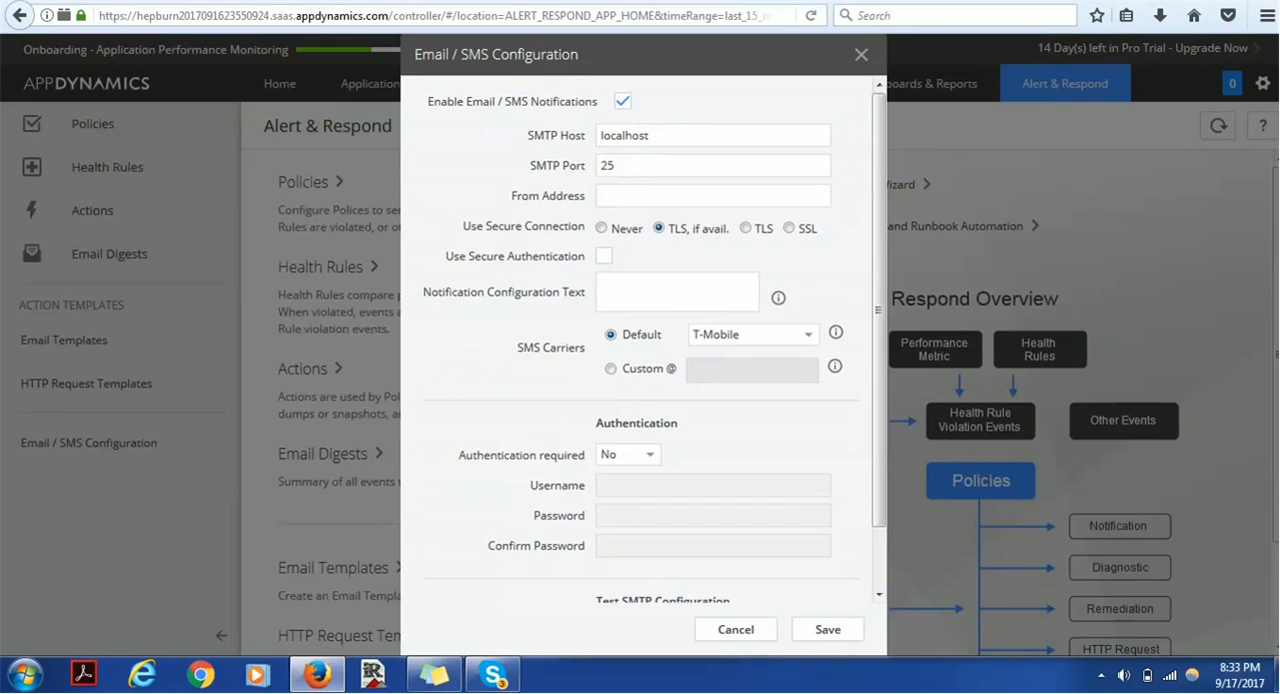 https://hepburn2017091623550924.saas.appdynamics.com/controller/#/location=ALERT_RESPOND_APP_HOME&timeRange=last_15_m
Search
Onboarding - Application Performance Monitoring
14 Day(s) left in Pro Trial - Upgrade Now
APPDYNAMICS
Home
Application
boards & Reports
Alert & Respond
0
Policies
Health Rules
Actions
Email Digests
ACTION TEMPLATES
Email Templates
HTTP Request Templates
Email / SMS Configuration
Alert & Respond
Policies
Configure Polices to se
Rules are violated, or ot
Health Rules
Health Rules compare p
When violated, events a
Rule violation events.
Actions
Actions are used by Pol
dumps or snapshots, a
Email Digests
Summary of all events t
Email Templates
Create an Email Templa
HTTP Request Tem
Email / SMS Configuration
Enable Email / SMS Notifications
SMTP Host
localhost
SMTP Port
25
From Address
Use Secure Connection
Never
TLS, if avail.
TLS
SSL
Use Secure Authentication
Notification Configuration Text
SMS Carriers
Default
T-Mobile
Custom @
Authentication
Authentication required
No
Username
Password
Confirm Password
Test SMTP Configuration
Cancel
Save
?
izard
and Runbook Automation
Respond Overview
Performance
Metric
Health
Rules
Health Rule
Violation Events
Other Events
Policies
Notification
Diagnostic
Remediation
HTTP Request
8:33 PM
9/17/2017